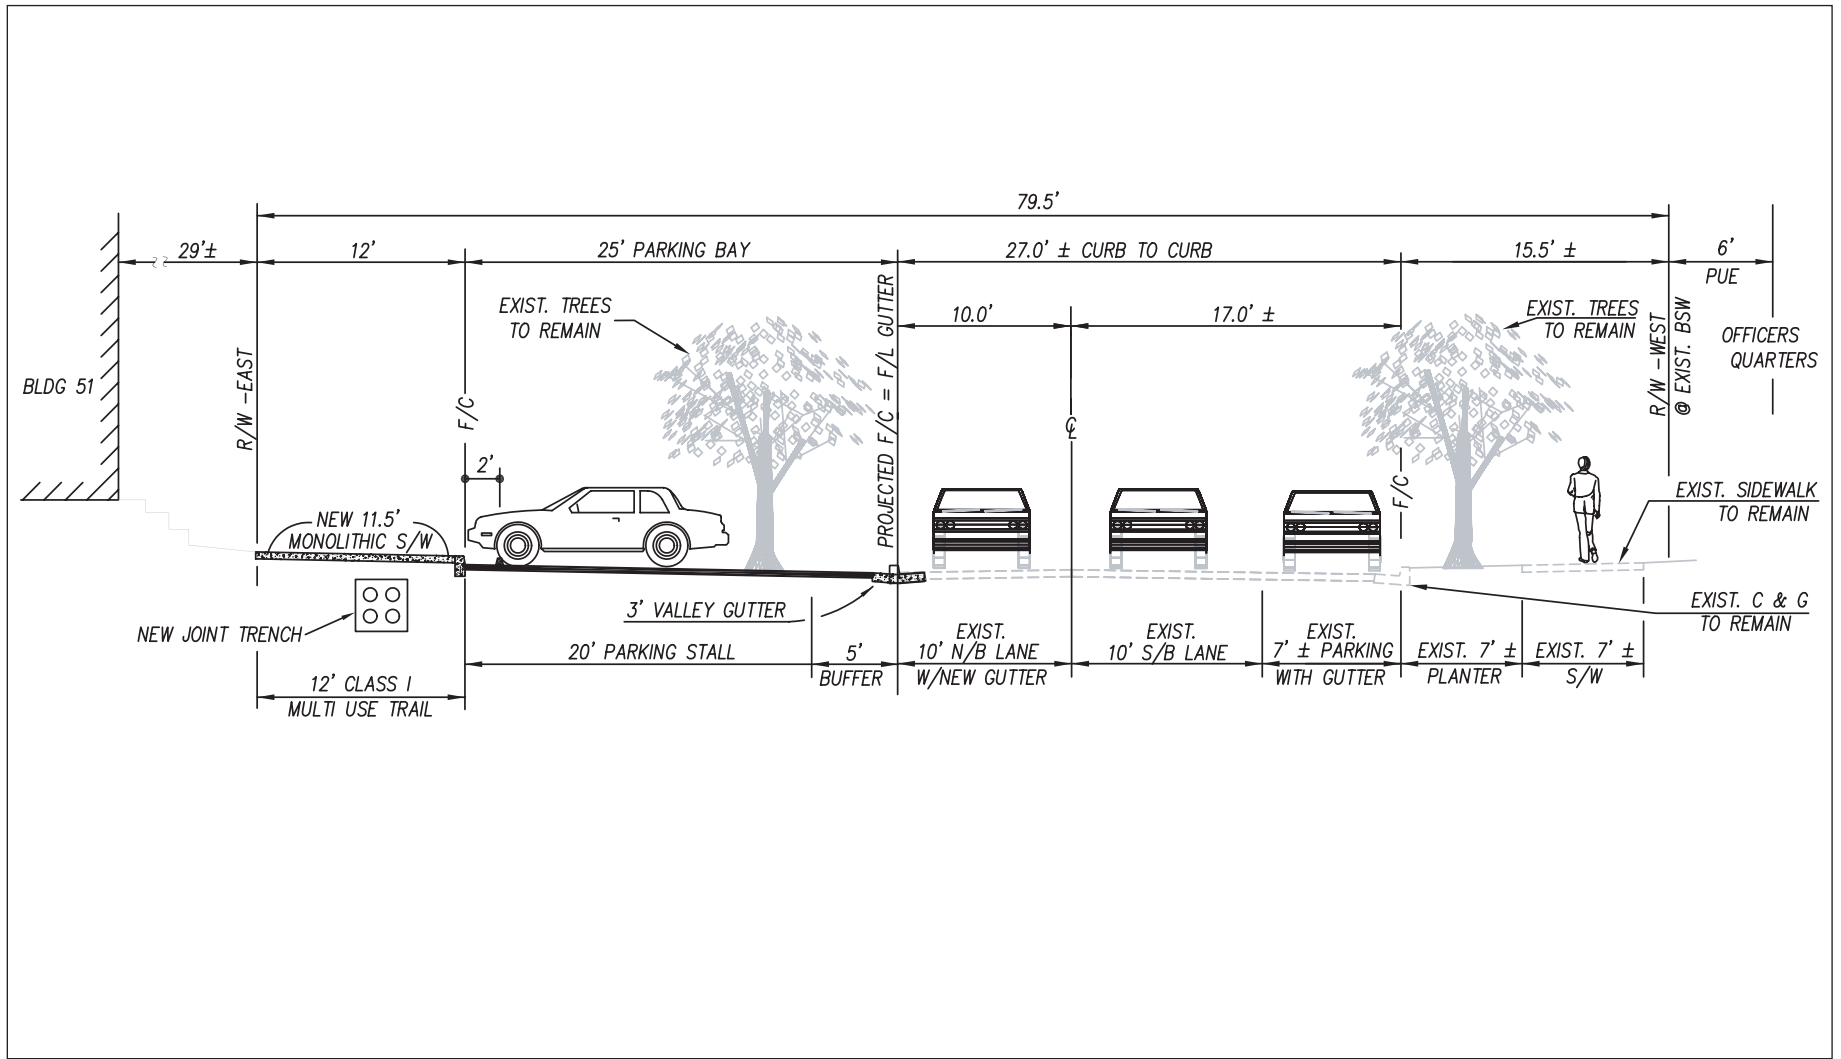 79.5'
29'±
12'
25' PARKING BAY
27.0' ± CURB TO CURB
15.5' ±
6'
PUE
EXIST. TREES
TO REMAIN
10.0'
17.0' ±
EXIST. TREES
TO REMAIN
OFFICERS
QUARTERS
BLDG 51
R/W -EAST
F/C
PROJECTED F/C = F/L GUTTER
℄
F/C
R/W -WEST
@ EXIST. BSW
2'
NEW 11.5'
MONOLITHIC S/W
EXIST. SIDEWALK
TO REMAIN
NEW JOINT TRENCH
3' VALLEY GUTTER
EXIST. C & G
TO REMAIN
20' PARKING STALL
5'
BUFFER
EXIST.
10' N/B LANE
W/NEW GUTTER
EXIST.
10' S/B LANE
EXIST.
7' ± PARKING
WITH GUTTER
EXIST. 7' ±
PLANTER
EXIST. 7' ±
S/W
12' CLASS I
MULTI USE TRAIL